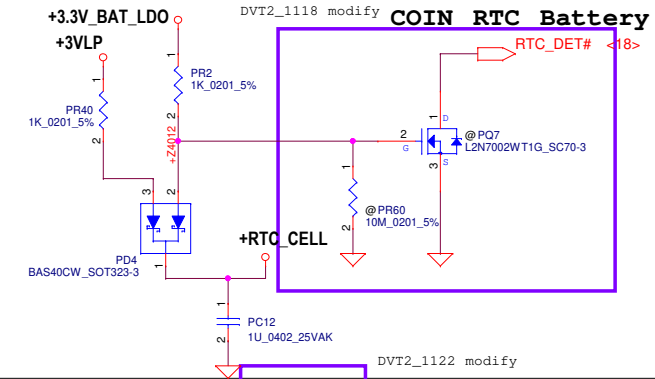 DVT2_1118 modify
COIN RTC Battery
+3.3V_BAT_LDO
+3VLP
RTC_DET# <18>
1
1
PR2
1K_0201_5%
PR40
1K_0201_5%
2
2
+Z4012
1
D
2
G
@PQ7
L2N7002WT1G_SC70-3
S
3
1
@PR60
10M_0201_5%
2
3
2
PD4
BAS40CW_SOT323-3
1
+RTC_CELL
1
PC12
1U_0402_25VAK
2
DVT2_1122 modify